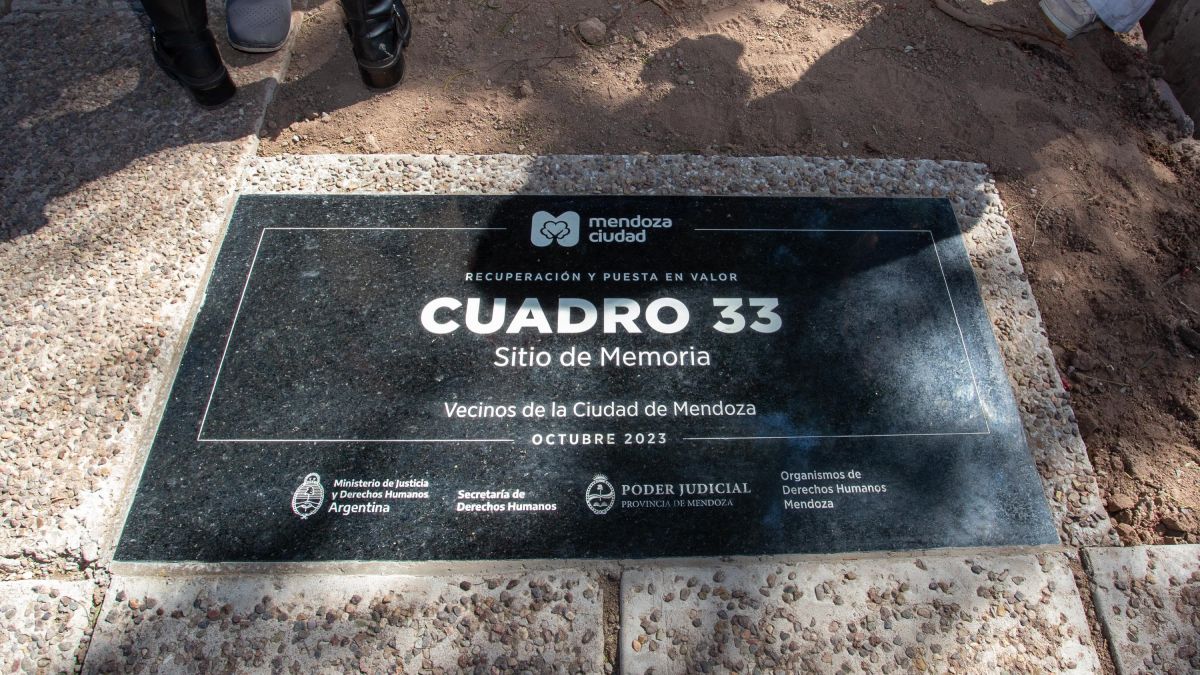 mendoza
ciudad
RECUPERACIÓN Y PUESTA EN VALOR
CUADRO 33
Sitio de Memoria
Vecinos de la Ciudad de Mendoza
OCTUBRE 2023
Ministerio de Justicia
y Derechos Humanos
Argentina
Secretaría de
Derechos Humanos
PODER JUDICIAL
PROVINCIA DE MENDOZA
Organismos de
Derechos Humanos
Mendoza